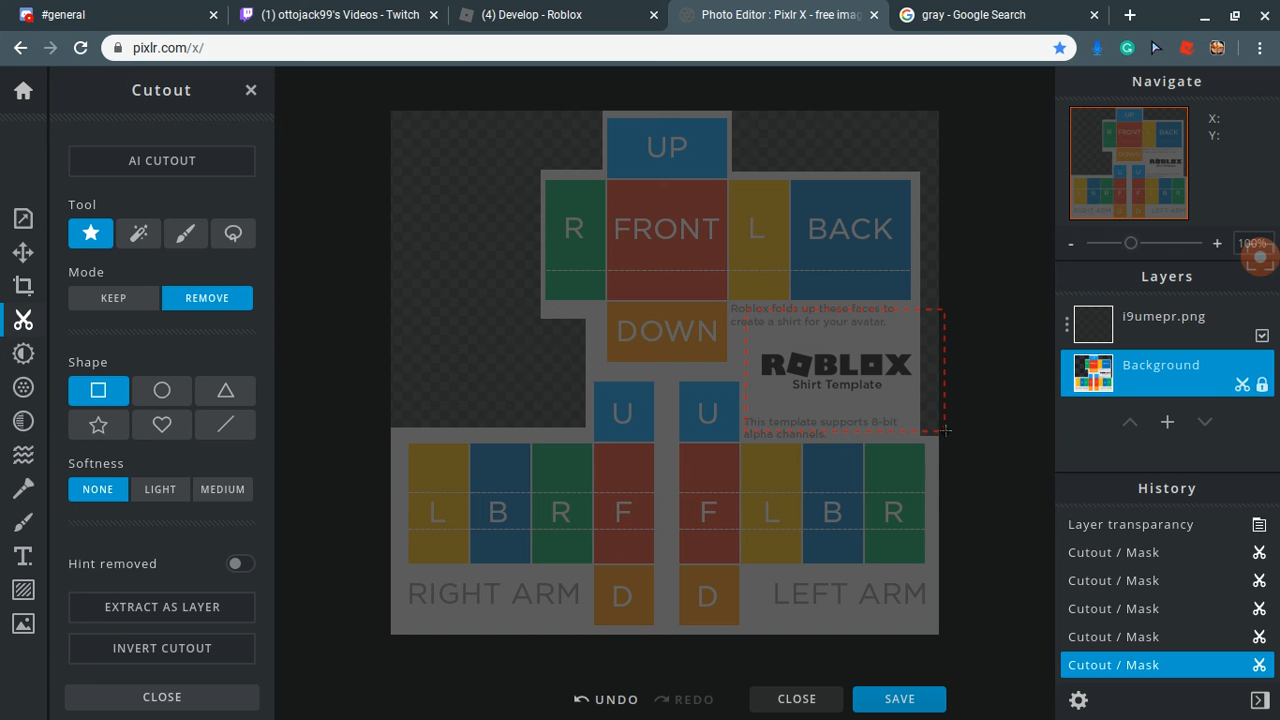 #general
(1) ottojack99's Videos - Twitch
(4) Develop - Roblox
Photo Editor : Pixlr X - free imag
gray - Google Search
pixlr.com/x/
Cutout
AI CUTOUT
Tool
Mode
KEEP
REMOVE
Shape
Softness
NONE
LIGHT
MEDIUM
Hint removed
EXTRACT AS LAYER
INVERT CUTOUT
CLOSE
UP
R
FRONT
L
BACK
DOWN
Roblox folds up these faces to
create a shirt for your avatar.
ROBLOX
Shirt Template
This template supports 8-bit
alpha channels.
U
U
L
B
R
F
F
L
B
R
RIGHT ARM
D
D
LEFT ARM
UNDO
REDO
CLOSE
SAVE
Navigate
X:
Y:
100%
Layers
i9umepr.png
Background
History
Layer transparancy
Cutout / Mask
Cutout / Mask
Cutout / Mask
Cutout / Mask
Cutout / Mask